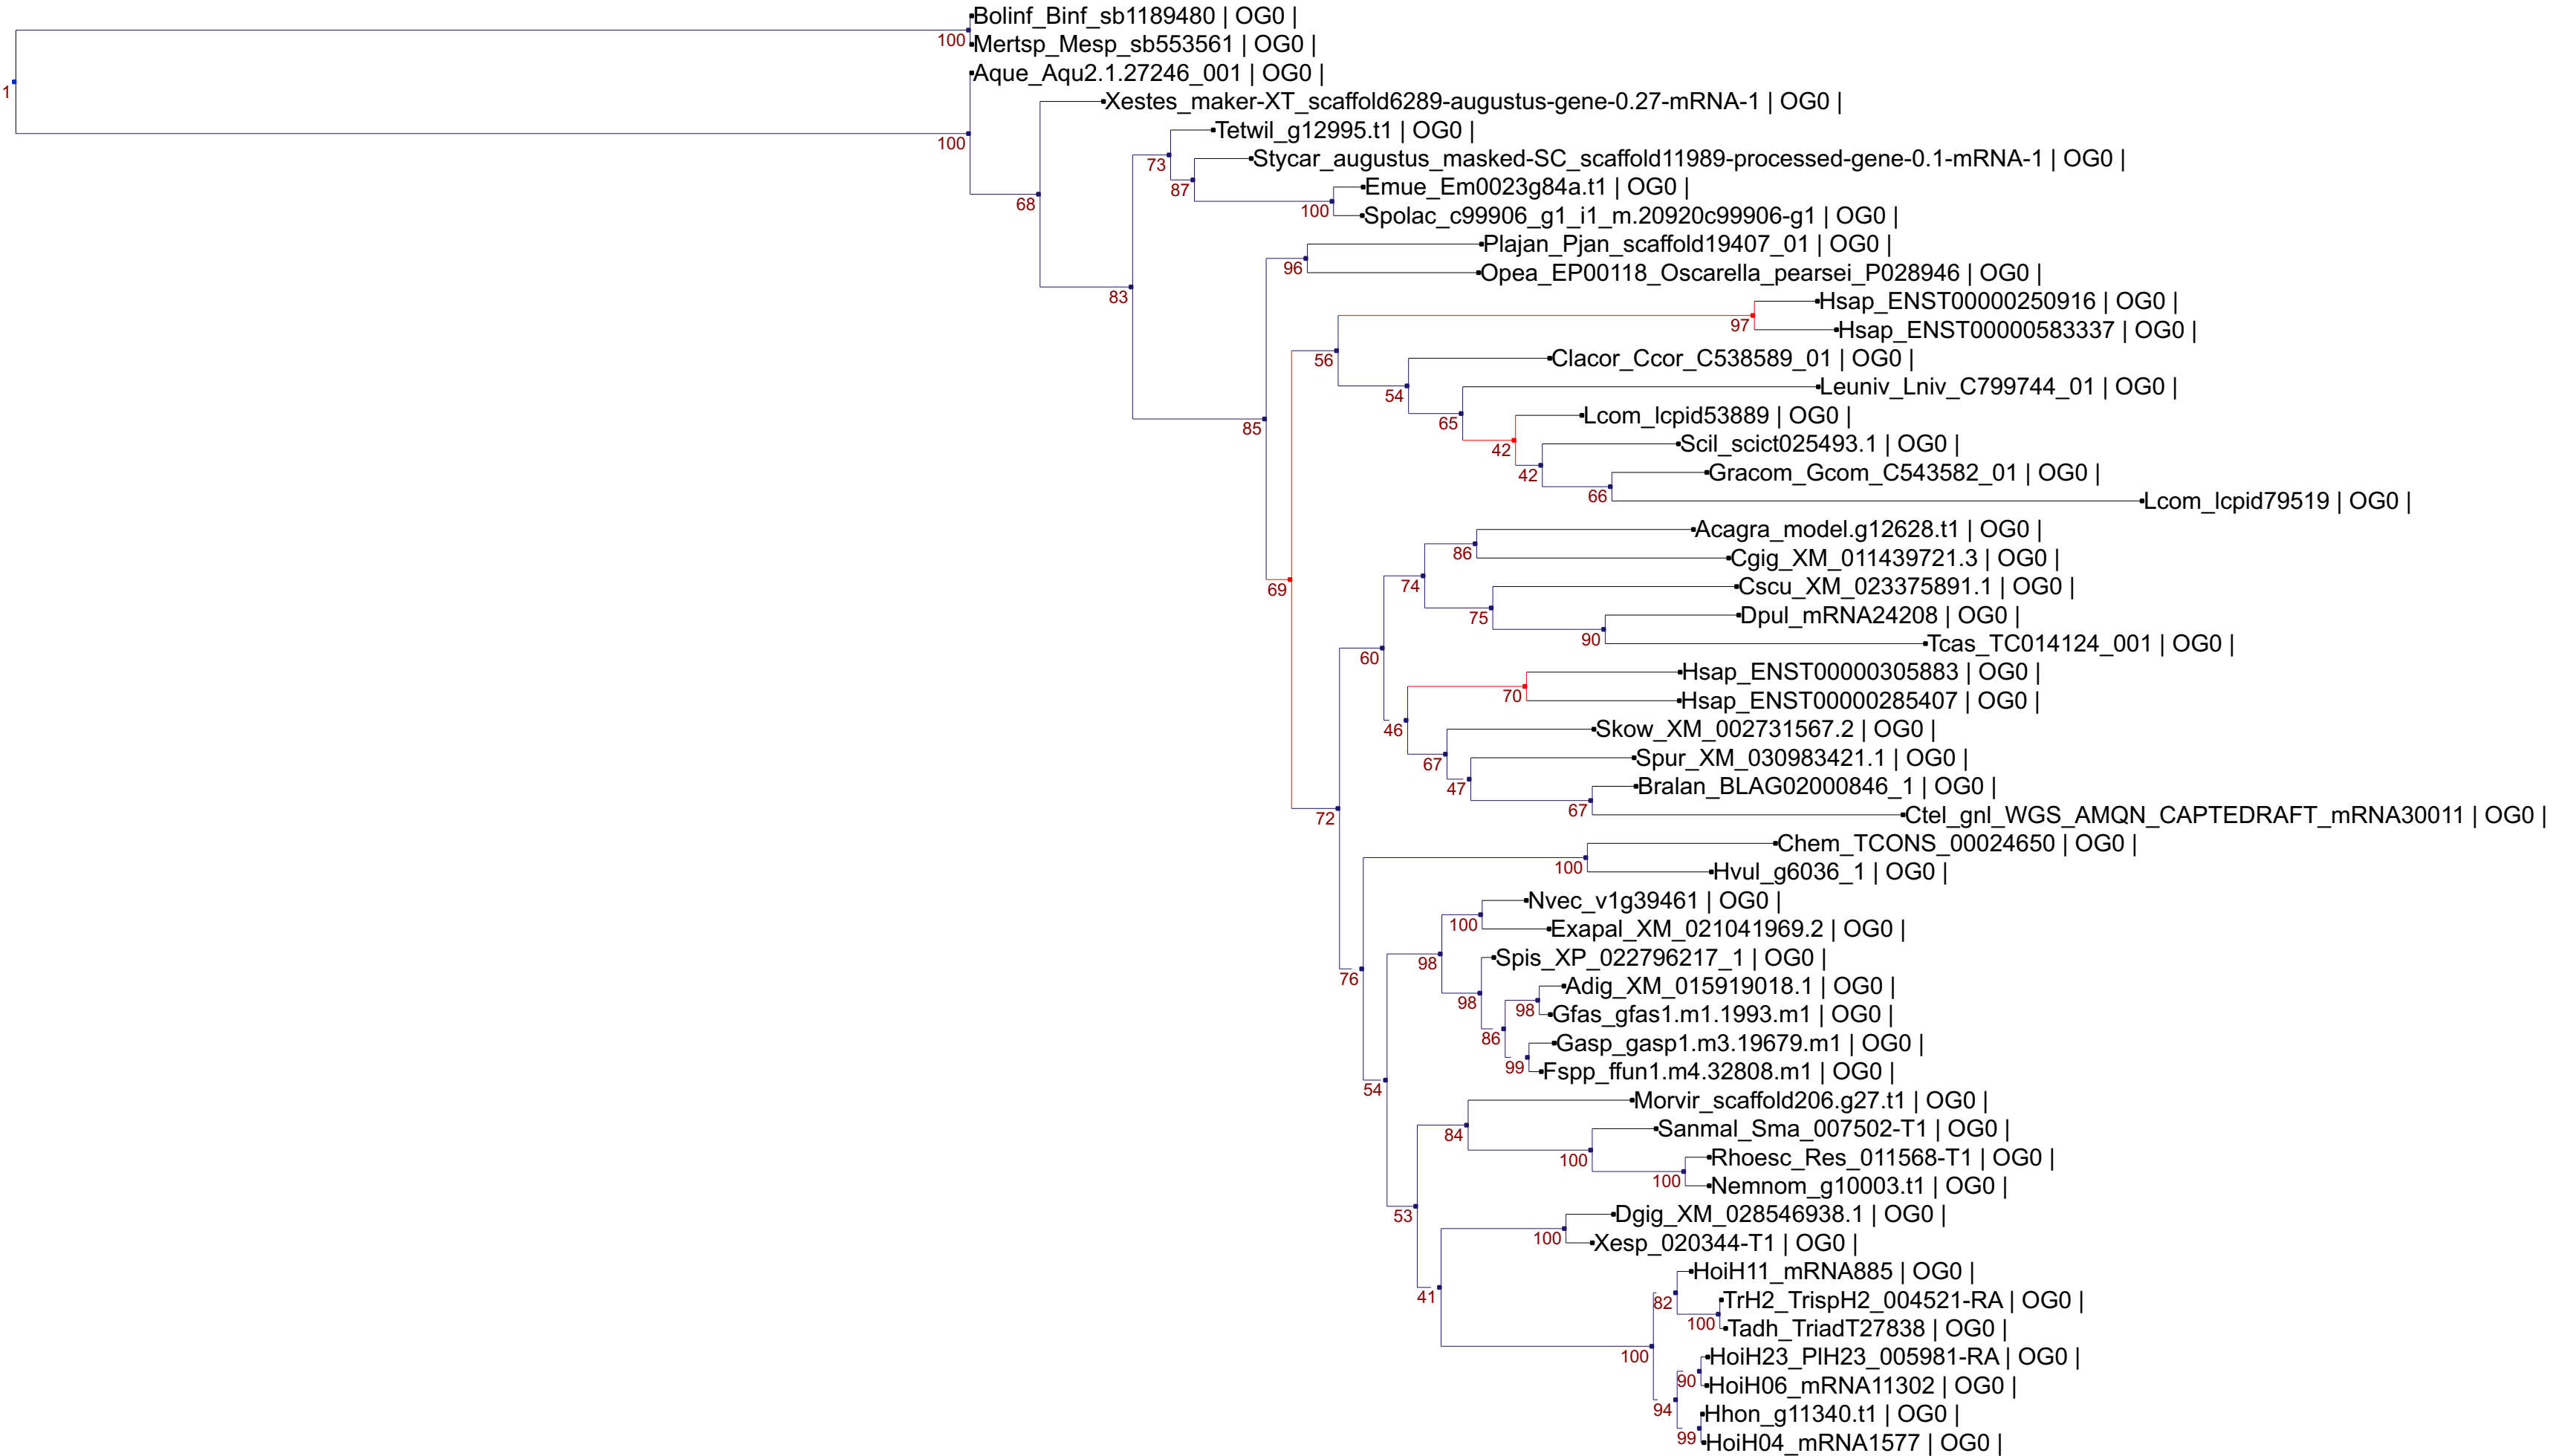 Bolinf_Binf_sb1189480 | OG0 |
100
Mertsp_Mesp_sb553561 | OG0 |
Aque_Aqu2.1.27246_001 | OG0 |
1
Xestes_maker-XT_scaffold6289-augustus-gene-0.27-mRNA-1 | OG0 |
Tetwil_g12995.t1 | OG0 |
100
Stycar_augustus_masked-SC_scaffold11989-processed-gene-0.1-mRNA-1 | OG0 |
73
Emue_Em0023g84a.t1 | OG0 |
87
68
100
Spolac_c99906_g1_i1_m.20920c99906-g1 | OG0 |
Plajan_Pjan_scaffold19407_01 | OG0 |
96
Opea_EP00118_Oscarella_pearsei_P028946 | OG0 |
83
Hsap_ENST00000250916 | OG0 |
97
Hsap_ENST00000583337 | OG0 |
56
Clacor_Ccor_C538589_01 | OG0 |
Leuniv_Lniv_C799744_01 | OG0 |
54
Lcom_lcpid53889 | OG0 |
65
85
Scil_scict025493.1 | OG0 |
42
Gracom_Gcom_C543582_01 | OG0 |
42
66
Lcom_lcpid79519 | OG0 |
Acagra_model.g12628.t1 | OG0 |
86
Cgig_XM_011439721.3 | OG0 |
74
69
Cscu_XM_023375891.1 | OG0 |
Dpul_mRNA24208 | OG0 |
75
90
Tcas_TC014124_001 | OG0 |
60
Hsap_ENST00000305883 | OG0 |
70
Hsap_ENST00000285407 | OG0 |
46
Skow_XM_002731567.2 | OG0 |
Spur_XM_030983421.1 | OG0 |
67
Bralan_BLAG02000846_1 | OG0 |
47
67
Ctel_gnl_WGS_AMQN_CAPTEDRAFT_mRNA30011 | OG0 |
72
Chem_TCONS_00024650 | OG0 |
100
Hvul_g6036_1 | OG0 |
Nvec_v1g39461 | OG0 |
100
Exapal_XM_021041969.2 | OG0 |
98
Spis_XP_022796217_1 | OG0 |
76
Adig_XM_015919018.1 | OG0 |
98
98
Gfas_gfas1.m1.1993.m1 | OG0 |
86
Gasp_gasp1.m3.19679.m1 | OG0 |
99
Fspp_ffun1.m4.32808.m1 | OG0 |
54
Morvir_scaffold206.g27.t1 | OG0 |
84
Sanmal_Sma_007502-T1 | OG0 |
100
Rhoesc_Res_011568-T1 | OG0 |
100
Nemnom_g10003.t1 | OG0 |
53
Dgig_XM_028546938.1 | OG0 |
100
Xesp_020344-T1 | OG0 |
HoiH11_mRNA885 | OG0 |
41
82
TrH2_TrispH2_004521-RA | OG0 |
100
Tadh_TriadT27838 | OG0 |
100
HoiH23_PlH23_005981-RA | OG0 |
90
HoiH06_mRNA11302 | OG0 |
94
Hhon_g11340.t1 | OG0 |
99
HoiH04_mRNA1577 | OG0 |